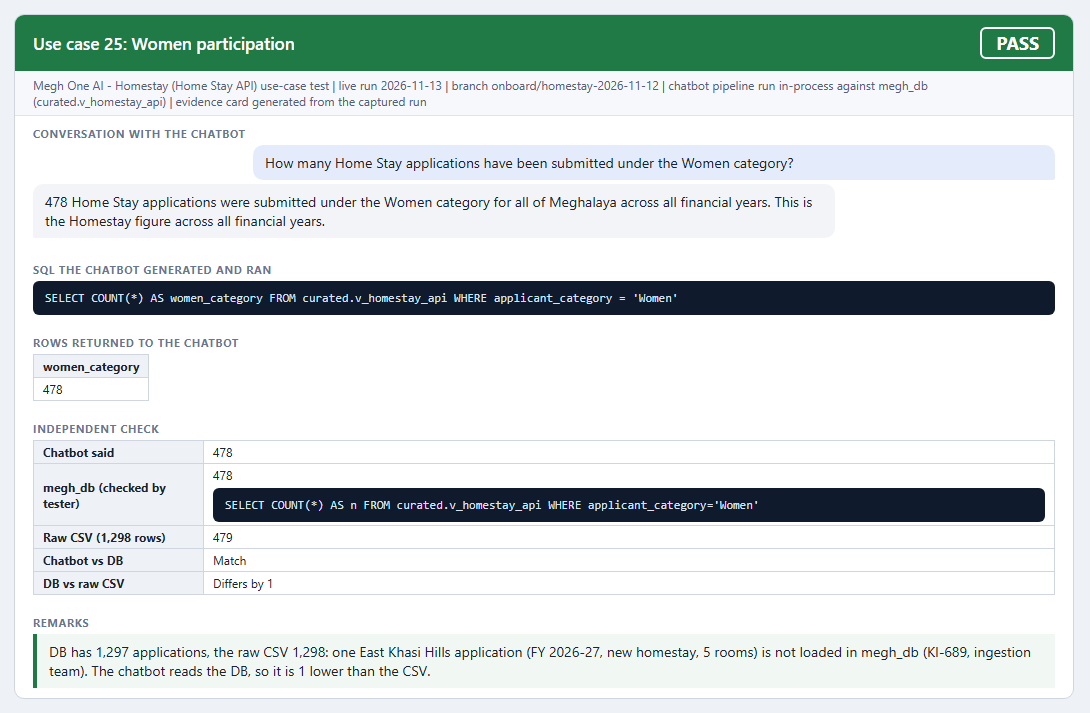 Use case 25: Women participation
PASS
Megh One AI - Homestay (Home Stay API) use-case test | live run 2026-11-13 | branch onboard/homestay-2026-11-12 | chatbot pipeline run in-process against megh_db
(curated.v_homestay_api) | evidence card generated from the captured run
CONVERSATION WITH THE CHATBOT
How many Home Stay applications have been submitted under the Women category?
478 Home Stay applications were submitted under the Women category for all of Meghalaya across all financial years. This is
the Homestay figure across all financial years.
SQL THE CHATBOT GENERATED AND RAN
SELECT COUNT(*) AS women_category FROM curated.v_homestay_api WHERE applicant_category = 'Women'
ROWS RETURNED TO THE CHATBOT
women_category
478
INDEPENDENT CHECK
Chatbot said
478
megh_db (checked by
tester)
478
SELECT COUNT(*) AS n FROM curated.v_homestay_api WHERE applicant_category='Women'
Raw CSV (1,298 rows)
479
Chatbot vs DB
Match
DB vs raw CSV
Differs by 1
REMARKS
DB has 1,297 applications, the raw CSV 1,298: one East Khasi Hills application (FY 2026-27, new homestay, 5 rooms) is not loaded in megh_db (KI-689, ingestion
team). The chatbot reads the DB, so it is 1 lower than the CSV.